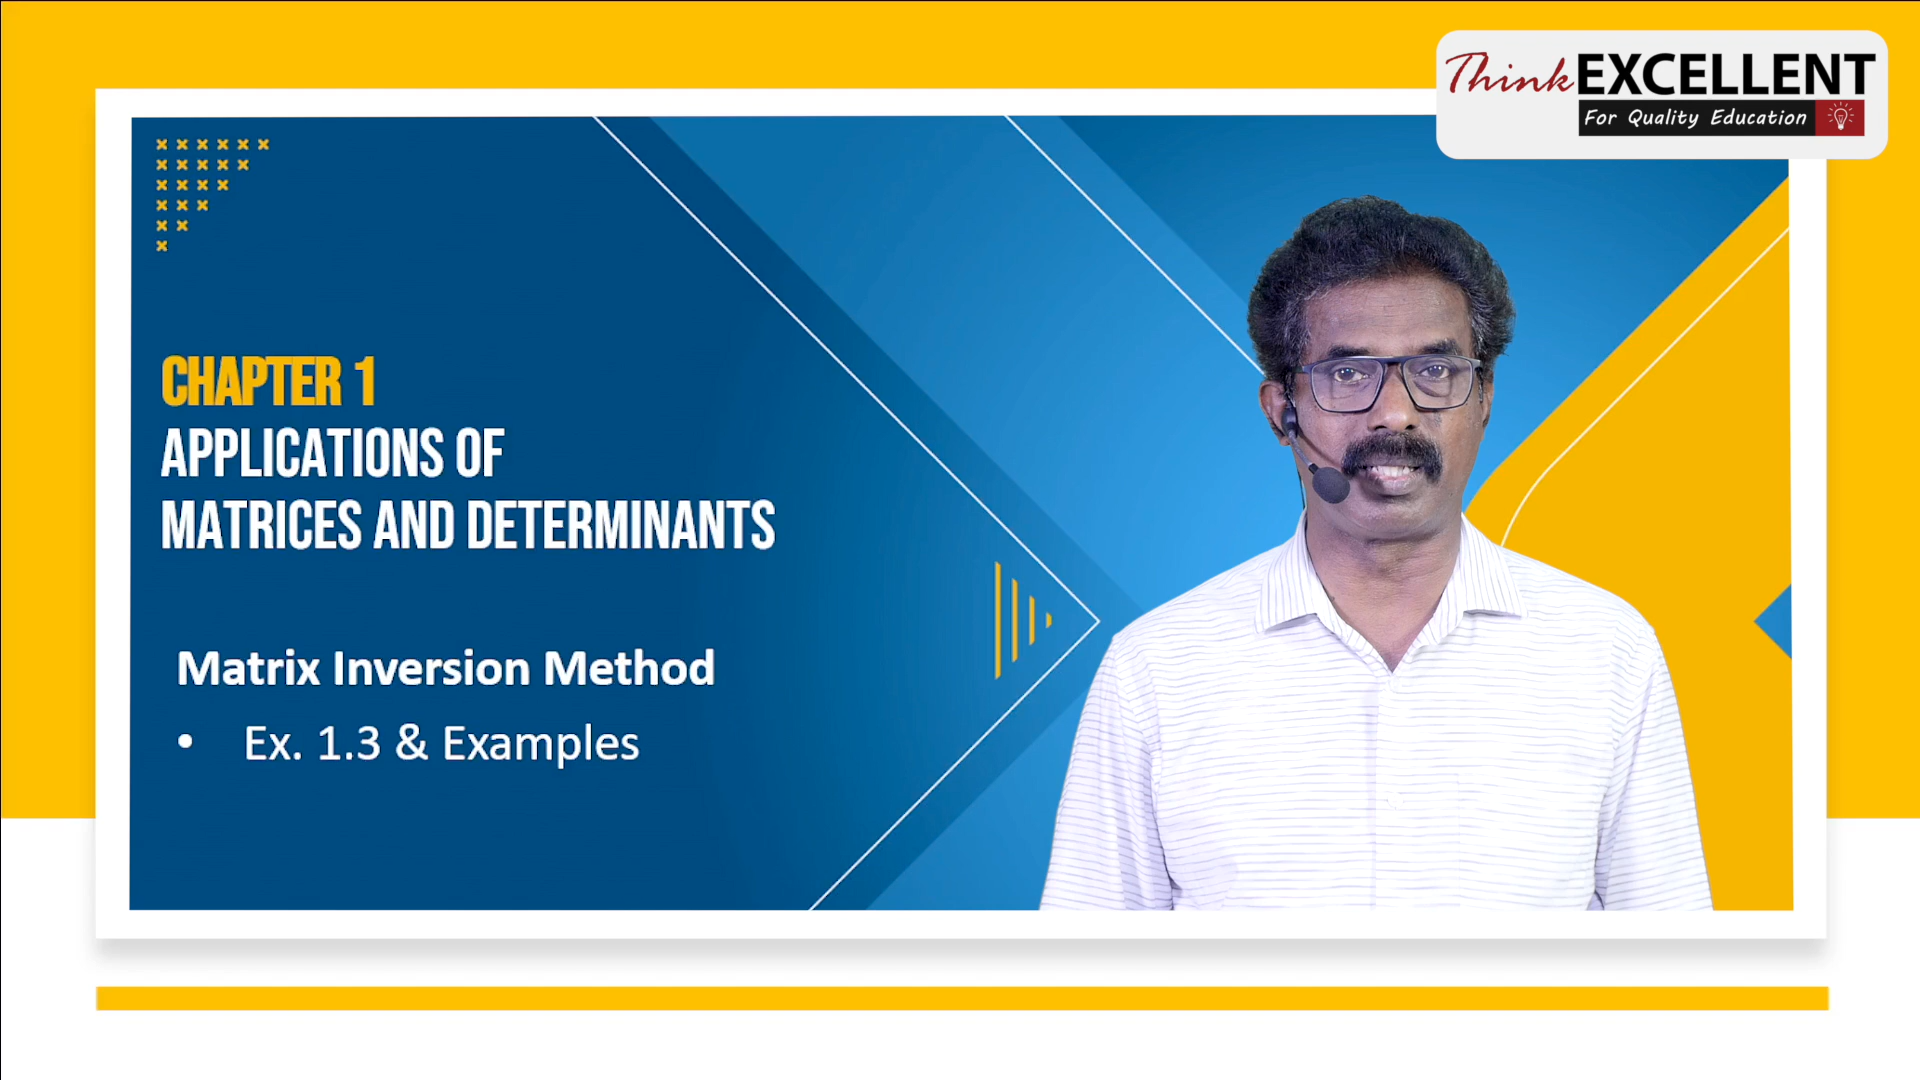 Think EXCELLENT
For Quality Education
CHAPTER 1
APPLICATIONS OF
MATRICES AND DETERMINANTS
Matrix Inversion Method
• Ex. 1.3 & Examples